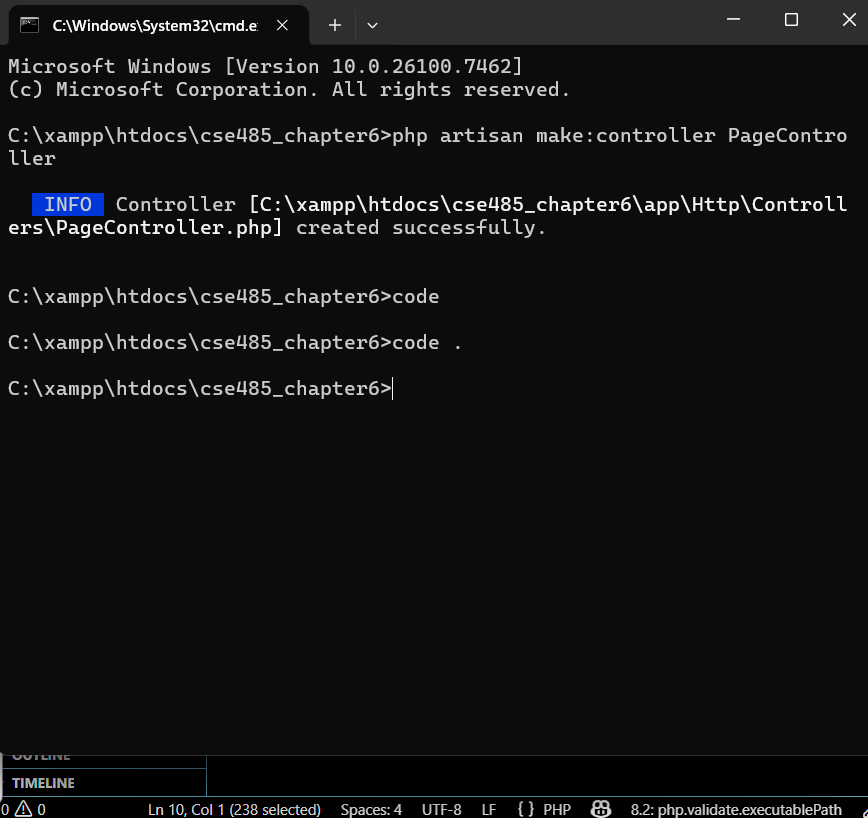 C:\Windows\System32\cmd.e
Microsoft Windows [Version 10.0.26100.7462]
(c) Microsoft Corporation. All rights reserved.
C:\xampp\htdocs\cse485_chapter6>php artisan make:controller PageContro
ller
INFO Controller [C:\xampp\htdocs\cse485_chapter6\app\Http\Controll
ers\PageController.php] created successfully.
C:\xampp\htdocs\cse485_chapter6>code
C:\xampp\htdocs\cse485_chapter6>code .
C:\xampp\htdocs\cse485_chapter6>
OUTLINE
TIMELINE
0 0 Ln 10, Col 1 (238 selected) Spaces: 4 UTF-8 LF { } PHP 8.2: php.validate.executablePath